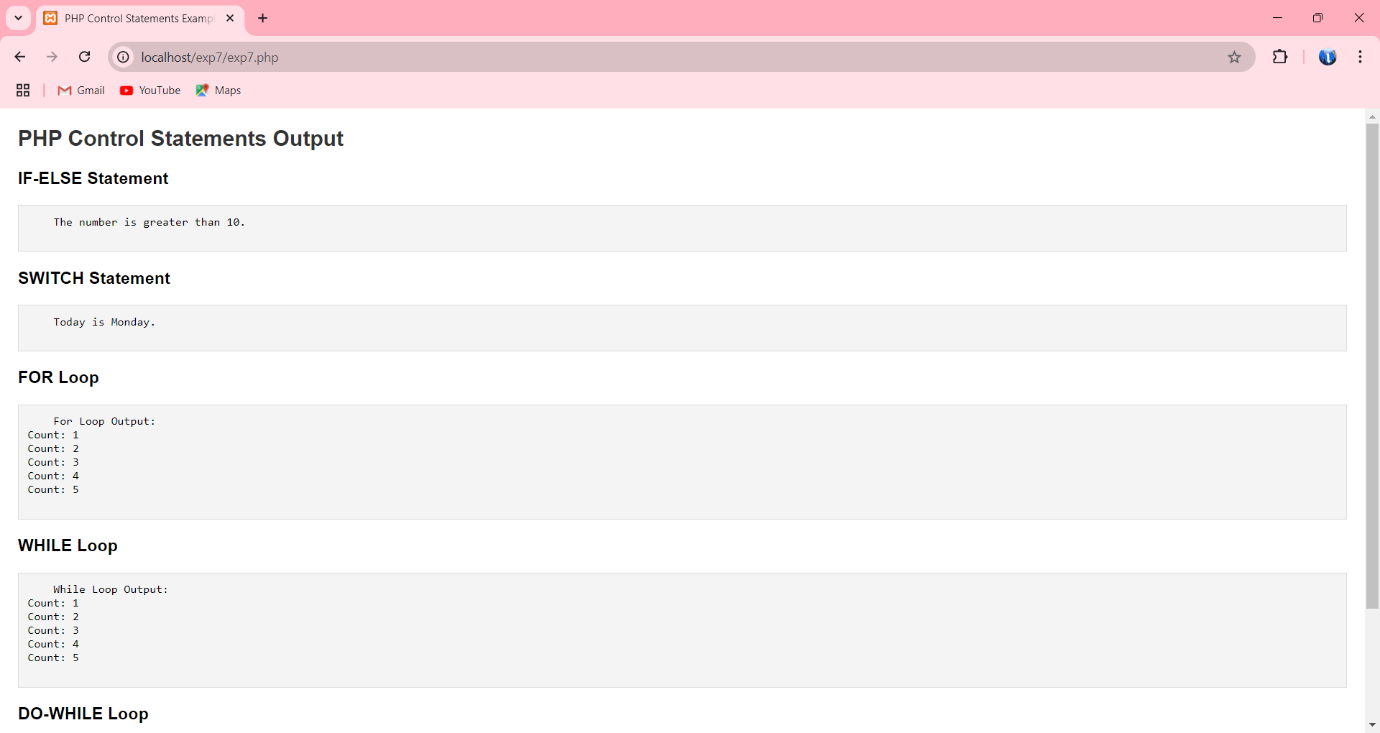 PHP Control Statements Examp
localhost/exp7/exp7.php
Gmail
YouTube
Maps
PHP Control Statements Output
IF-ELSE Statement
The number is greater than 10.
SWITCH Statement
Today is Monday.
FOR Loop
For Loop Output:
Count: 1
Count: 2
Count: 3
Count: 4
Count: 5
WHILE Loop
While Loop Output:
Count: 1
Count: 2
Count: 3
Count: 4
Count: 5
DO-WHILE Loop